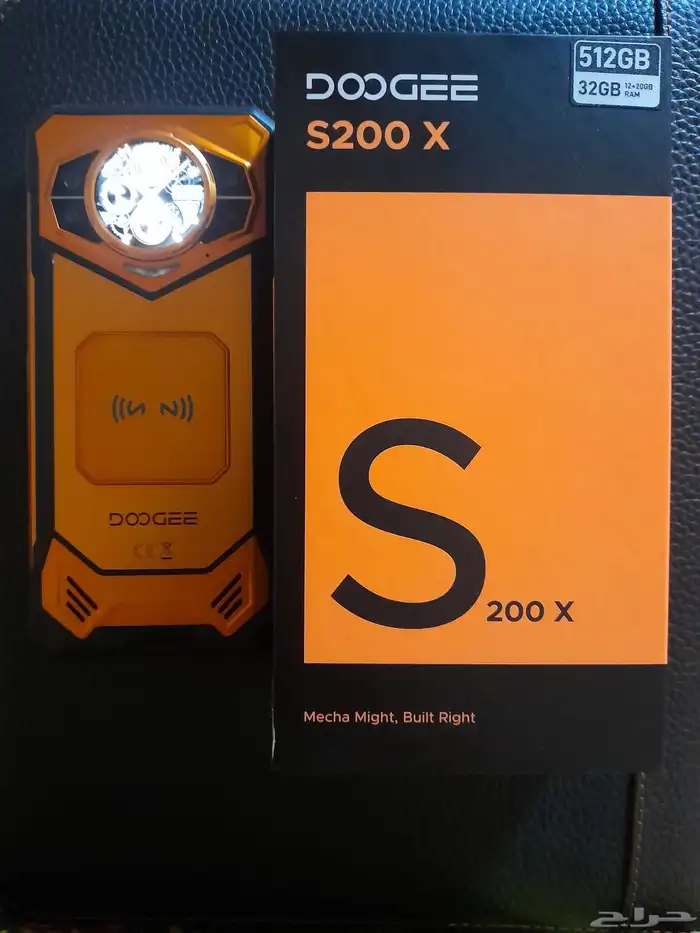 DOOGEE
S200 X
512GB
32GB 12+20GB RAM
N N
DOOGEE
CE
S
200 X
Mecha Might, Built Right
حراج